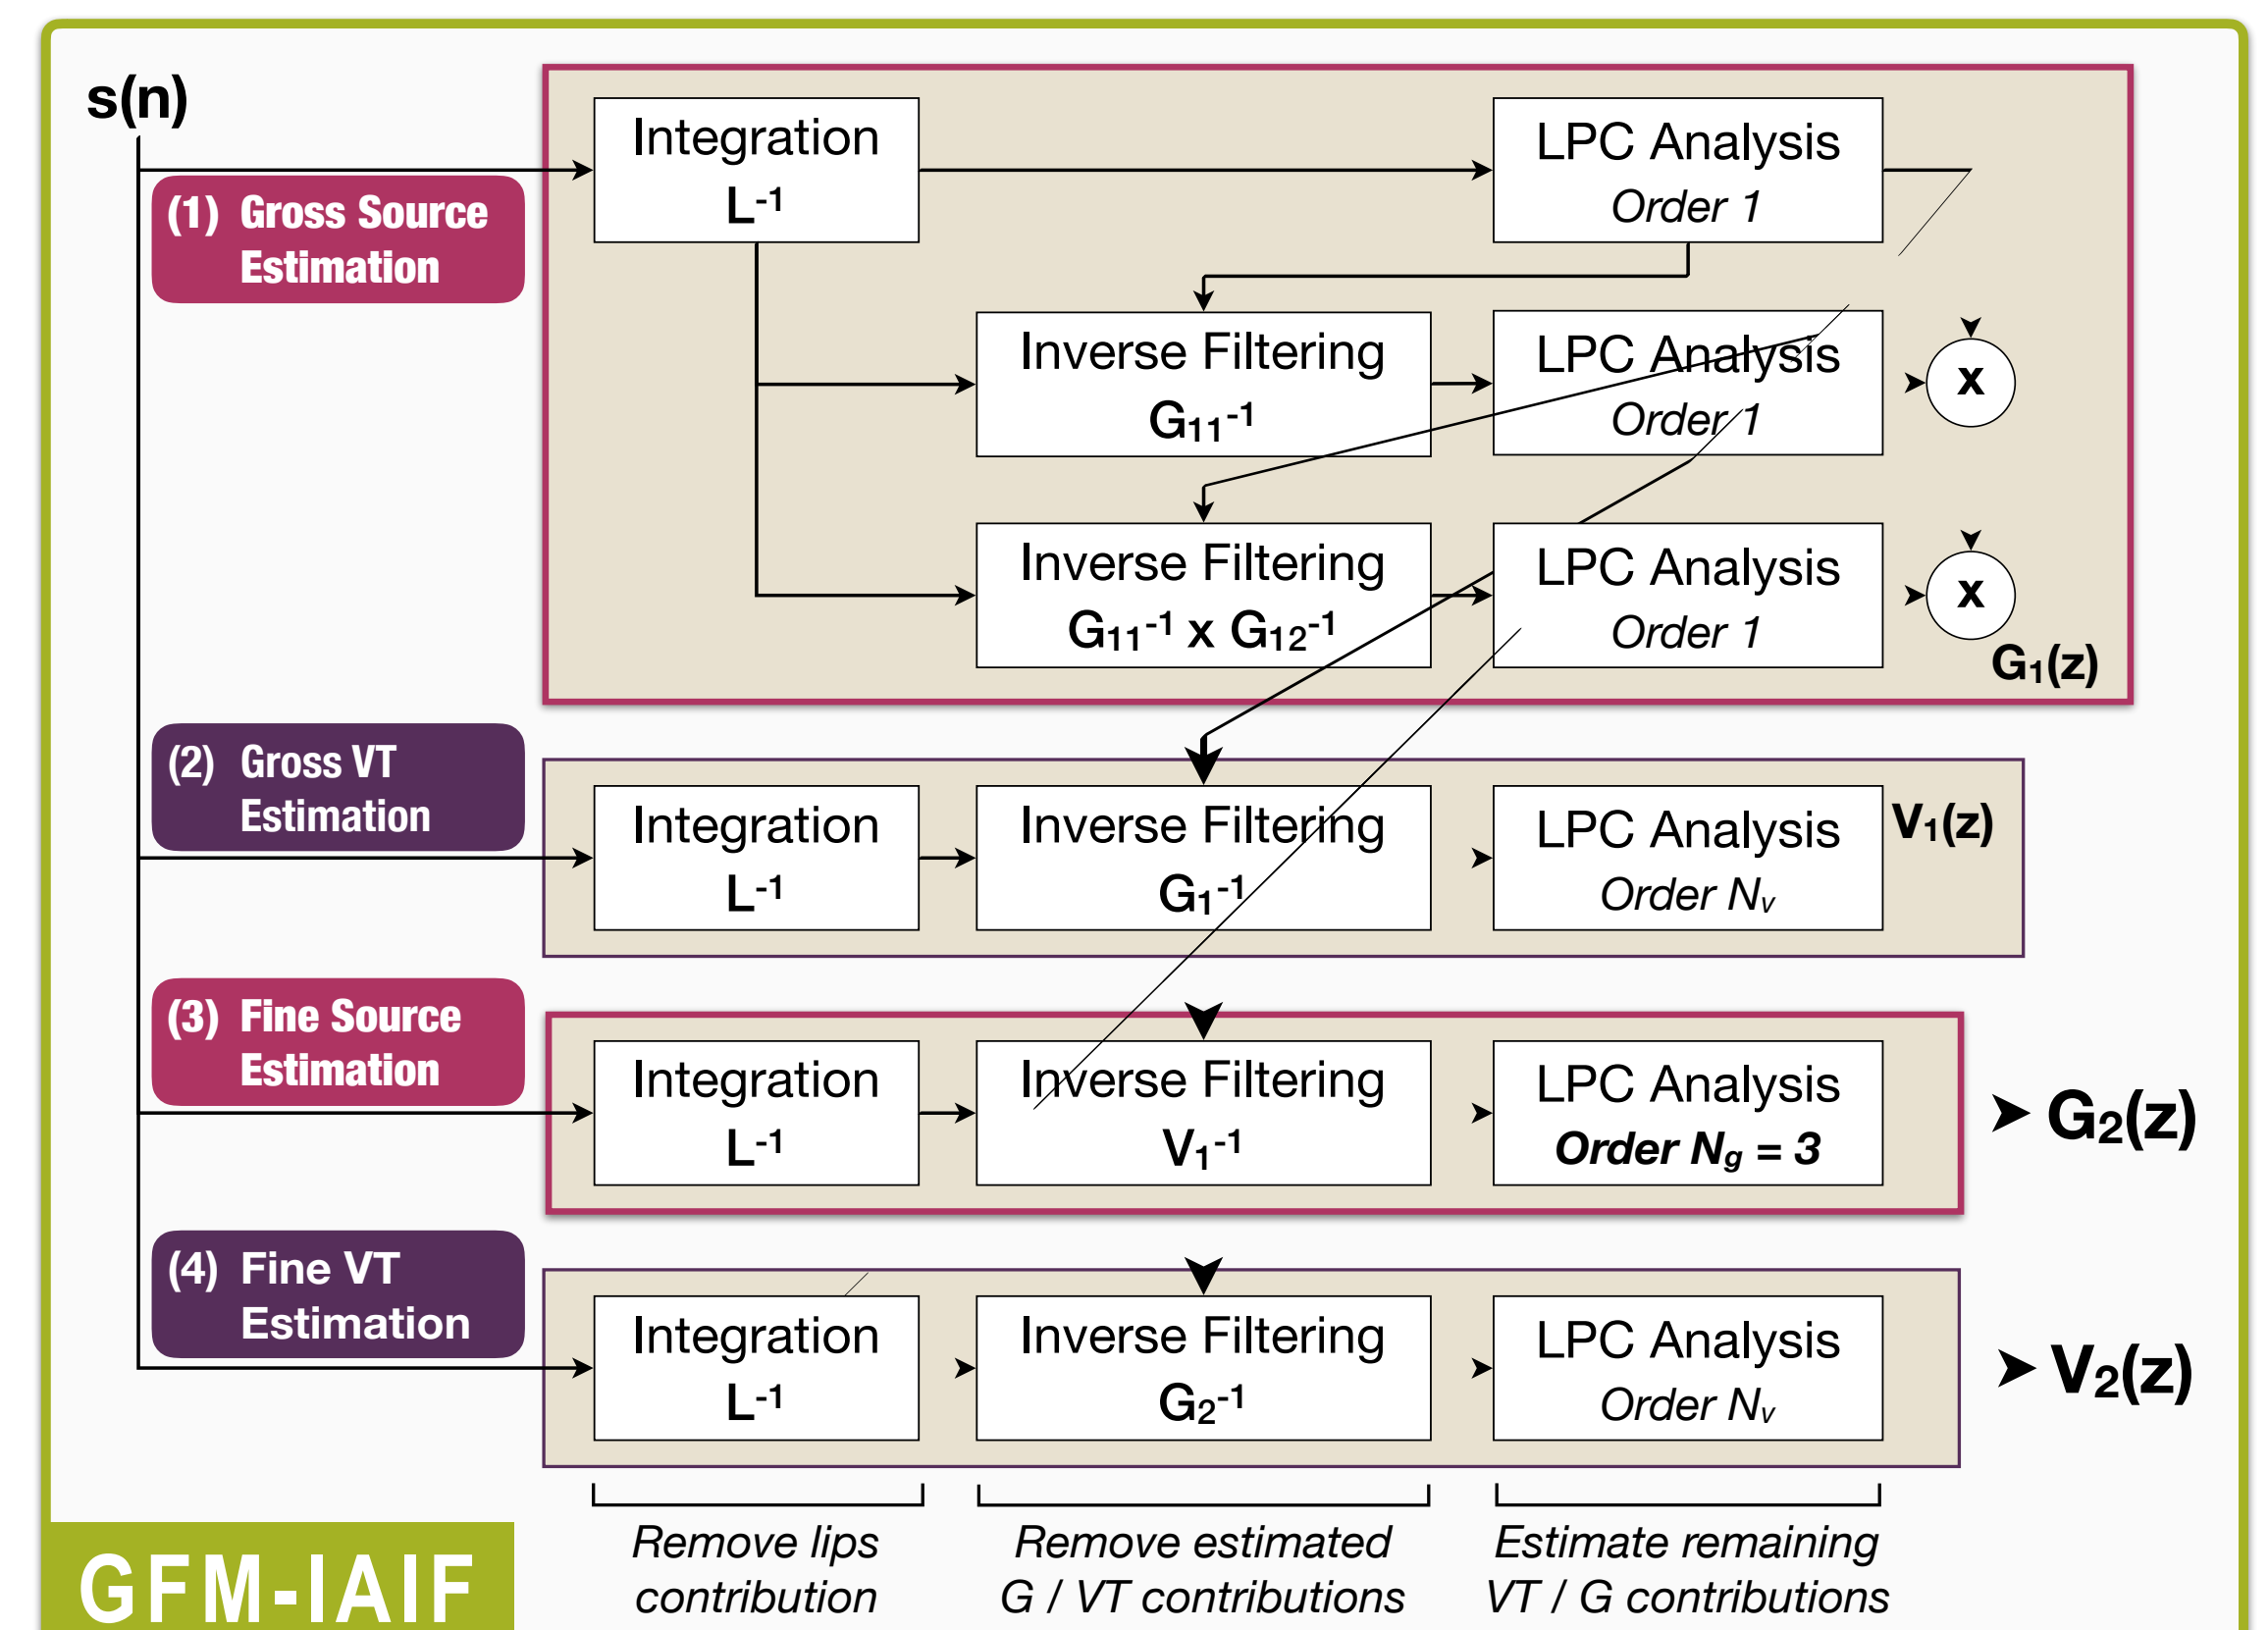 s(n)
(1) Gross Source
Estimation
Integration
L⁻¹
LPC Analysis
Order 1
Inverse Filtering
G₁₁⁻¹
LPC Analysis
Order 1
x
Inverse Filtering
G₁₁⁻¹ x G₁₂⁻¹
LPC Analysis
Order 1
x
G₁(z)
(2) Gross VT
Estimation
Integration
L⁻¹
Inverse Filtering
G₁⁻¹
LPC Analysis
Order Nᵥ
V₁(z)
(3) Fine Source
Estimation
Integration
L⁻¹
Inverse Filtering
V₁⁻¹
LPC Analysis
Order N_g = 3
G₂(z)
(4) Fine VT
Estimation
Integration
L⁻¹
Inverse Filtering
G₂⁻¹
LPC Analysis
Order Nᵥ
V₂(z)
Remove lips
contribution
Remove estimated
G / VT contributions
Estimate remaining
VT / G contributions
GFM-IAIF